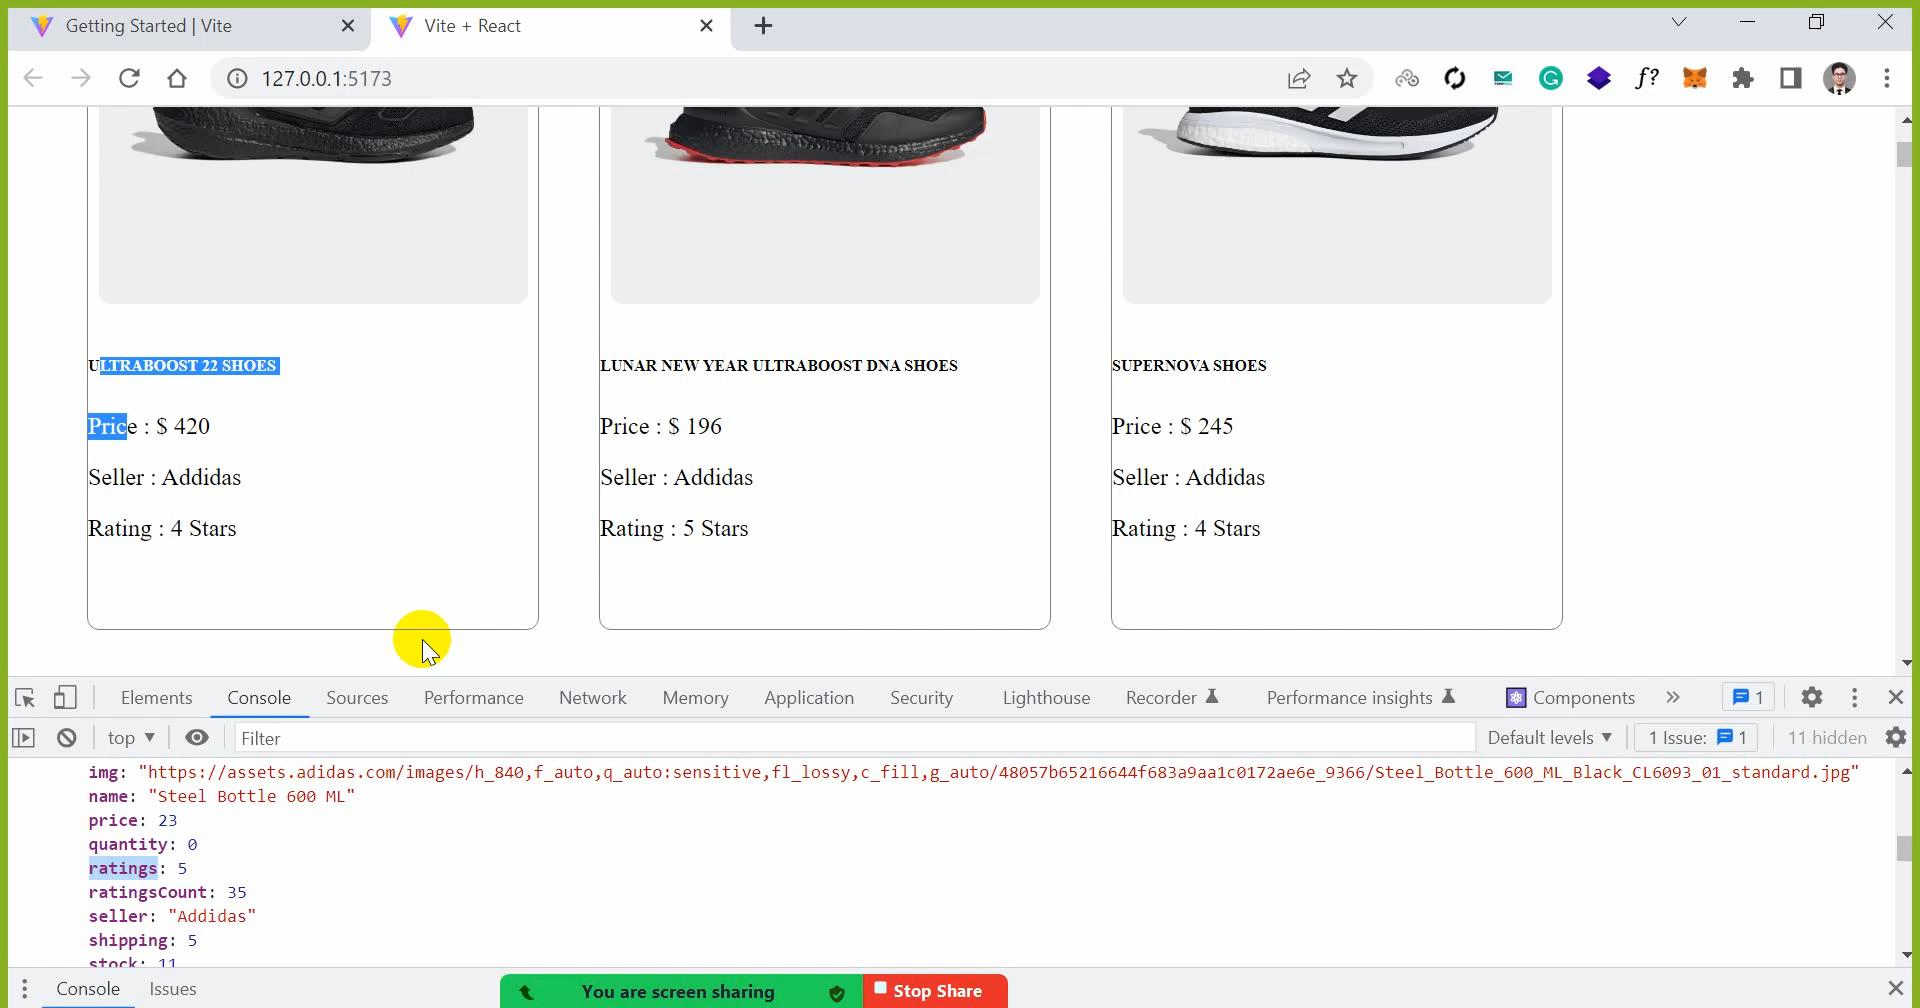 Getting Started | Vite
Vite + React
127.0.0.1:5173
ULTRABOOST 22 SHOES
Price : $ 420
Seller : Addidas
Rating : 4 Stars
LUNAR NEW YEAR ULTRABOOST DNA SHOES
Price : $ 196
Seller : Addidas
Rating : 5 Stars
SUPERNOVA SHOES
Price : $ 245
Seller : Addidas
Rating : 4 Stars
Elements Console Sources Performance Network Memory Application Security Lighthouse Recorder Performance insights Components » 1
top Filter Default levels 1 Issue: 1 11 hidden
img: "https://assets.adidas.com/images/h_840,f_auto,q_auto:sensitive,fl_lossy,c_fill,g_auto/48057b65216644f683a9aa1c0172ae6e_9366/Steel_Bottle_600_ML_Black_CL6093_01_standard.jpg"
name: "Steel Bottle 600 ML"
price: 23
quantity: 0
ratings: 5
ratingsCount: 35
seller: "Addidas"
shipping: 5
stock: 11
Console Issues
You are screen sharing Stop Share